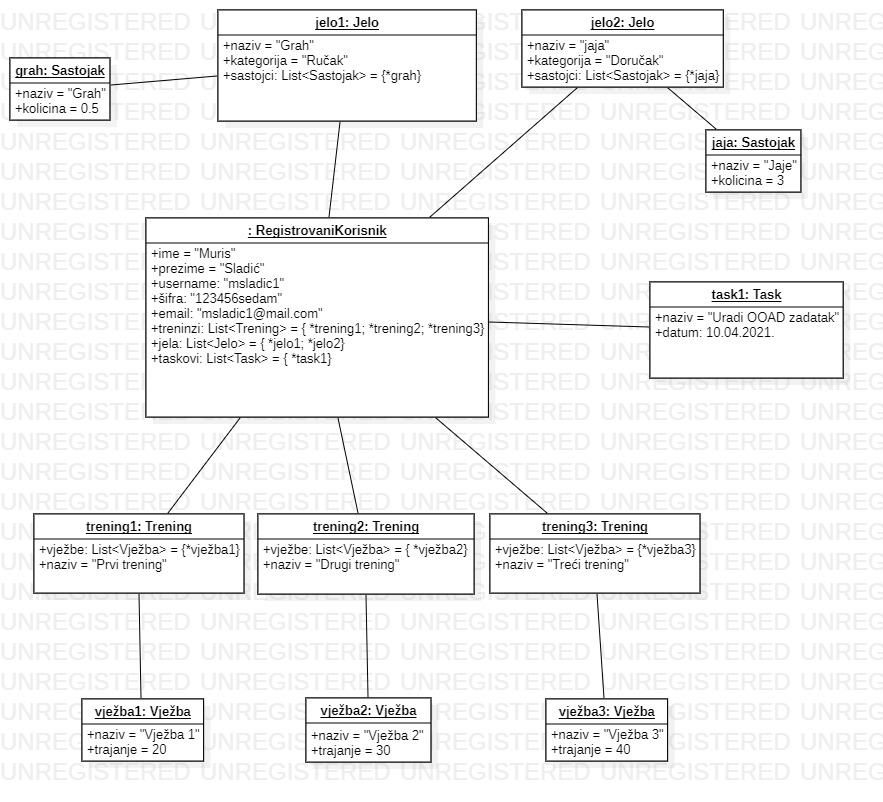 jelo1: Jelo
+naziv = "Grah"
+kategorija = "Ručak"
+sastojci: List<Sastojak> = {*grah}
jelo2: Jelo
+naziv = "jaja"
+kategorija = "Doručak"
+sastojci: List<Sastojak> = {*jaja}
grah: Sastojak
+naziv = "Grah"
+kolicina = 0.5
jaja: Sastojak
+naziv = "Jaje"
+kolicina = 3
: RegistrovaniKorisnik
+ime = "Muris"
+prezime = "Sladić"
+username: "msladic1"
+šifra: "123456sedam"
+email: "msladic1@mail.com"
+treninzi: List<Trening> = { *trening1; *trening2; *trening3}
+jela: List<Jelo> = { *jelo1; *jelo2}
+taskovi: List<Task> = { *task1}
task1: Task
+naziv = "Uradi OOAD zadatak"
+datum: 10.04.2021.
trening1: Trening
+vježbe: List<Vježba> = {*vježba1}
+naziv = "Prvi trening"
trening2: Trening
+vježbe: List<Vježba> = { *vježba2}
+naziv = "Drugi trening"
trening3: Trening
+vježbe: List<Vježba> = {*vježba3}
+naziv = "Treći trening"
vježba1: Vježba
+naziv = "Vježba 1"
+trajanje = 20
vježba2: Vježba
+naziv = "Vježba 2"
+trajanje = 30
vježba3: Vježba
+naziv = "Vježba 3"
+trajanje = 40
UNREGISTERED